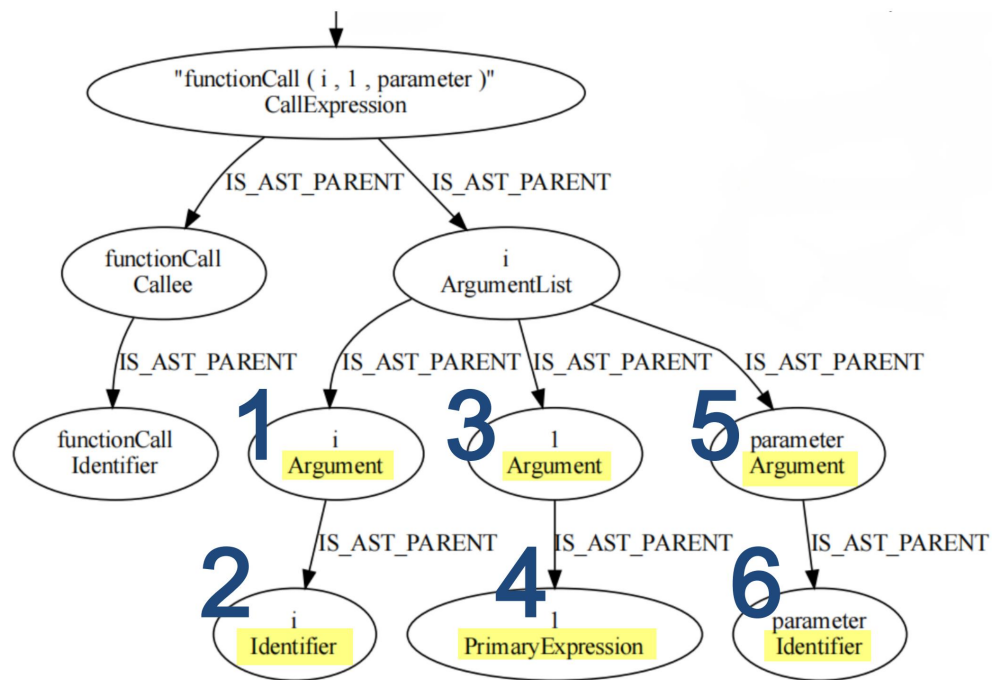 "functionCall ( i , 1 , parameter )"
CallExpression
IS_AST_PARENT IS_AST_PARENT
functionCall
Callee
i
ArgumentList
IS_AST_PARENT IS_AST_PARENT IS_AST_PARENT IS_AST_PARENT
functionCall
Identifier
1
i
Argument
3
1
Argument
5
parameter
Argument
IS_AST_PARENT IS_AST_PARENT IS_AST_PARENT
2
i
Identifier
4
1
PrimaryExpression
6
parameter
Identifier